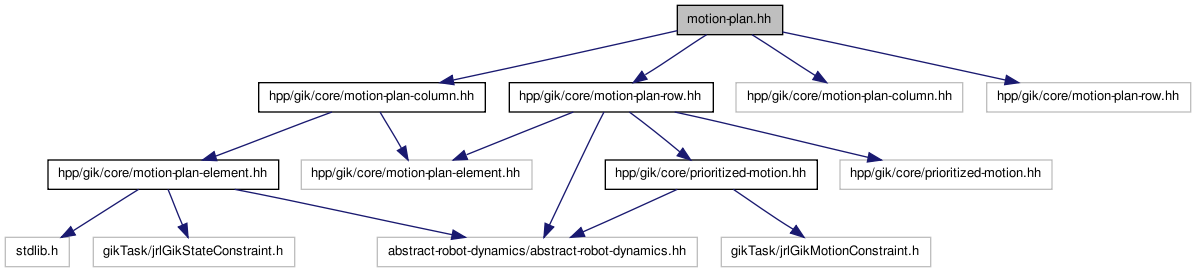 motion-plan.hh
hpp/gik/core/motion-plan-column.hh
hpp/gik/core/motion-plan-row.hh
hpp/gik/core/motion-plan-column.hh
hpp/gik/core/motion-plan-row.hh
hpp/gik/core/motion-plan-element.hh
hpp/gik/core/motion-plan-element.hh
hpp/gik/core/prioritized-motion.hh
hpp/gik/core/prioritized-motion.hh
stdlib.h
gikTask/jrlGikStateConstraint.h
abstract-robot-dynamics/abstract-robot-dynamics.hh
gikTask/jrlGikMotionConstraint.h